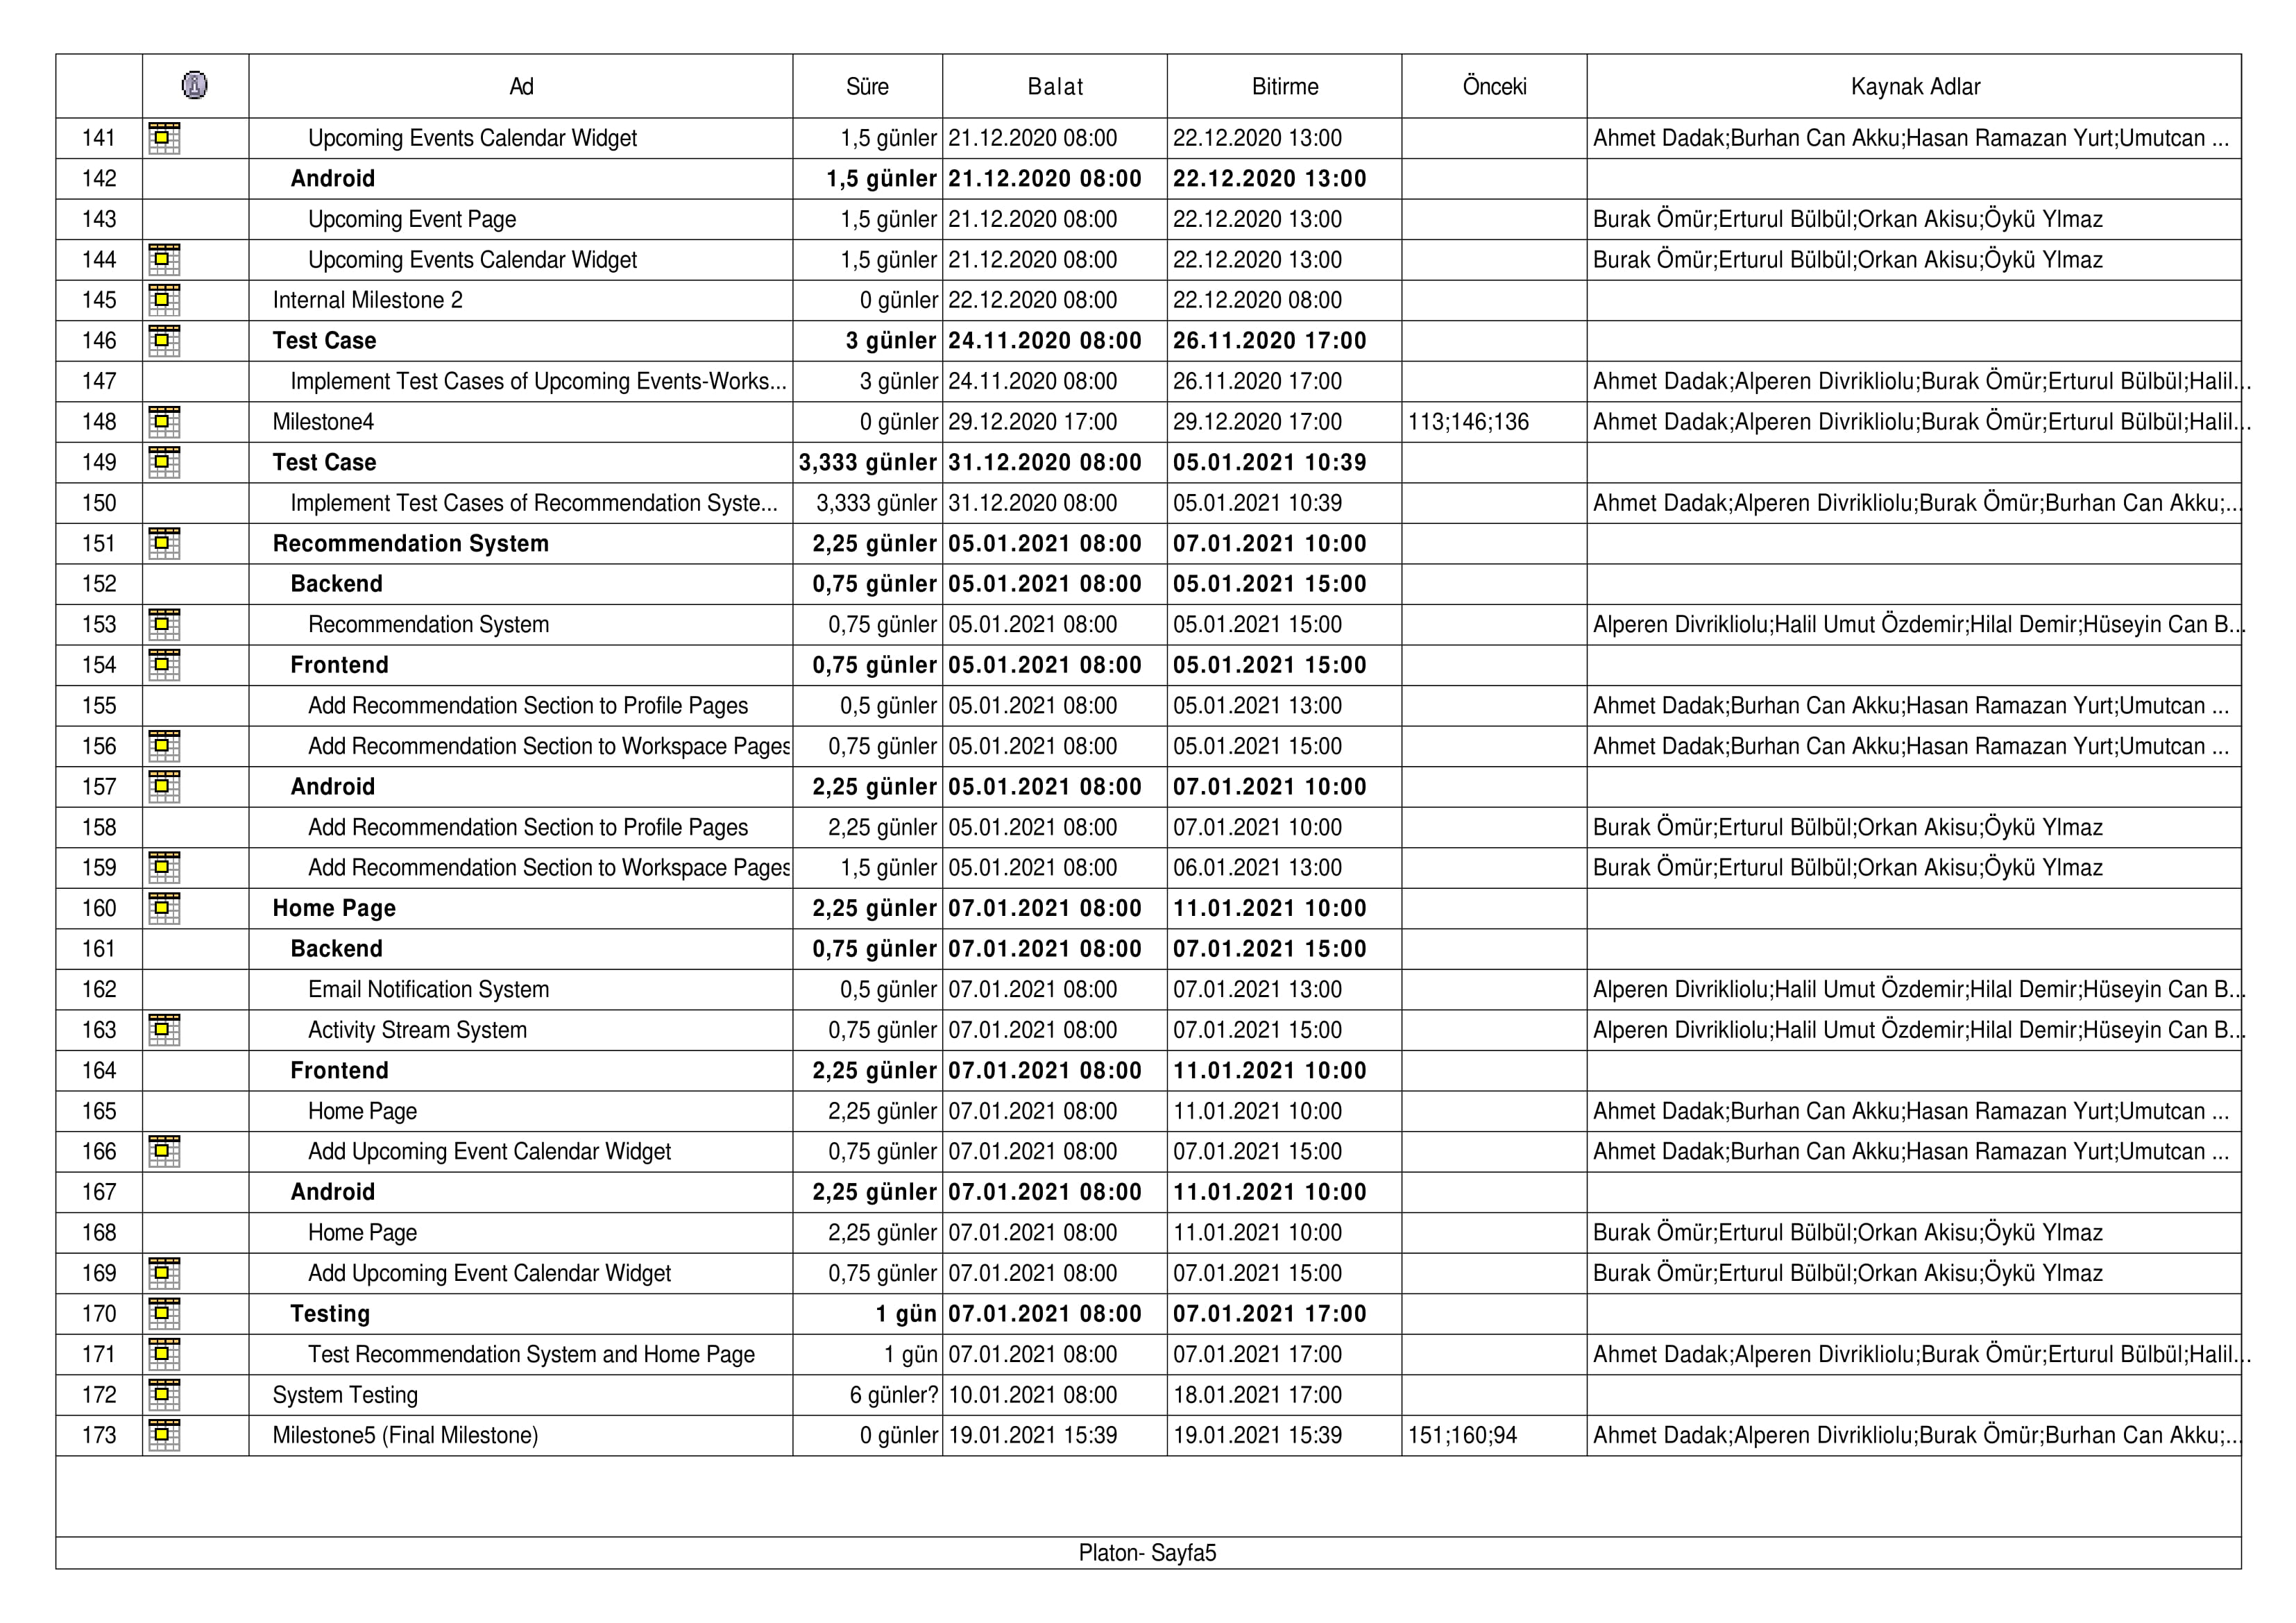 Ad Süre Balat Bitirme Önceki Kaynak Adlar
141 Upcoming Events Calendar Widget 1,5 günler 21.12.2020 08:00 22.12.2020 13:00 Ahmet Dadak;Burhan Can Akku;Hasan Ramazan Yurt;Umutcan ...
142 Android 1,5 günler 21.12.2020 08:00 22.12.2020 13:00
143 Upcoming Event Page 1,5 günler 21.12.2020 08:00 22.12.2020 13:00 Burak Ömür;Erturul Bülbül;Orkan Akisu;Öykü Ylmaz
144 Upcoming Events Calendar Widget 1,5 günler 21.12.2020 08:00 22.12.2020 13:00 Burak Ömür;Erturul Bülbül;Orkan Akisu;Öykü Ylmaz
145 Internal Milestone 2 0 günler 22.12.2020 08:00 22.12.2020 08:00
146 Test Case 3 günler 24.11.2020 08:00 26.11.2020 17:00
147 Implement Test Cases of Upcoming Events-Works... 3 günler 24.11.2020 08:00 26.11.2020 17:00 Ahmet Dadak;Alperen Divrikliolu;Burak Ömür;Erturul Bülbül;Halil...
148 Milestone4 0 günler 29.12.2020 17:00 29.12.2020 17:00 113;146;136 Ahmet Dadak;Alperen Divrikliolu;Burak Ömür;Erturul Bülbül;Halil...
149 Test Case 3,333 günler 31.12.2020 08:00 05.01.2021 10:39
150 Implement Test Cases of Recommendation Syste... 3,333 günler 31.12.2020 08:00 05.01.2021 10:39 Ahmet Dadak;Alperen Divrikliolu;Burak Ömür;Burhan Can Akku;...
151 Recommendation System 2,25 günler 05.01.2021 08:00 07.01.2021 10:00
152 Backend 0,75 günler 05.01.2021 08:00 05.01.2021 15:00
153 Recommendation System 0,75 günler 05.01.2021 08:00 05.01.2021 15:00 Alperen Divrikliolu;Halil Umut Özdemir;Hilal Demir;Hüseyin Can B...
154 Frontend 0,75 günler 05.01.2021 08:00 05.01.2021 15:00
155 Add Recommendation Section to Profile Pages 0,5 günler 05.01.2021 08:00 05.01.2021 13:00 Ahmet Dadak;Burhan Can Akku;Hasan Ramazan Yurt;Umutcan ...
156 Add Recommendation Section to Workspace Pages 0,75 günler 05.01.2021 08:00 05.01.2021 15:00 Ahmet Dadak;Burhan Can Akku;Hasan Ramazan Yurt;Umutcan ...
157 Android 2,25 günler 05.01.2021 08:00 07.01.2021 10:00
158 Add Recommendation Section to Profile Pages 2,25 günler 05.01.2021 08:00 07.01.2021 10:00 Burak Ömür;Erturul Bülbül;Orkan Akisu;Öykü Ylmaz
159 Add Recommendation Section to Workspace Pages 1,5 günler 05.01.2021 08:00 06.01.2021 13:00 Burak Ömür;Erturul Bülbül;Orkan Akisu;Öykü Ylmaz
160 Home Page 2,25 günler 07.01.2021 08:00 11.01.2021 10:00
161 Backend 0,75 günler 07.01.2021 08:00 07.01.2021 15:00
162 Email Notification System 0,5 günler 07.01.2021 08:00 07.01.2021 13:00 Alperen Divrikliolu;Halil Umut Özdemir;Hilal Demir;Hüseyin Can B...
163 Activity Stream System 0,75 günler 07.01.2021 08:00 07.01.2021 15:00 Alperen Divrikliolu;Halil Umut Özdemir;Hilal Demir;Hüseyin Can B...
164 Frontend 2,25 günler 07.01.2021 08:00 11.01.2021 10:00
165 Home Page 2,25 günler 07.01.2021 08:00 11.01.2021 10:00 Ahmet Dadak;Burhan Can Akku;Hasan Ramazan Yurt;Umutcan ...
166 Add Upcoming Event Calendar Widget 0,75 günler 07.01.2021 08:00 07.01.2021 15:00 Ahmet Dadak;Burhan Can Akku;Hasan Ramazan Yurt;Umutcan ...
167 Android 2,25 günler 07.01.2021 08:00 11.01.2021 10:00
168 Home Page 2,25 günler 07.01.2021 08:00 11.01.2021 10:00 Burak Ömür;Erturul Bülbül;Orkan Akisu;Öykü Ylmaz
169 Add Upcoming Event Calendar Widget 0,75 günler 07.01.2021 08:00 07.01.2021 15:00 Burak Ömür;Erturul Bülbül;Orkan Akisu;Öykü Ylmaz
170 Testing 1 gün 07.01.2021 08:00 07.01.2021 17:00
171 Test Recommendation System and Home Page 1 gün 07.01.2021 08:00 07.01.2021 17:00 Ahmet Dadak;Alperen Divrikliolu;Burak Ömür;Erturul Bülbül;Halil...
172 System Testing 6 günler? 10.01.2021 08:00 18.01.2021 17:00
173 Milestone5 (Final Milestone) 0 günler 19.01.2021 15:39 19.01.2021 15:39 151;160;94 Ahmet Dadak;Alperen Divrikliolu;Burak Ömür;Burhan Can Akku;...
Platon- Sayfa5